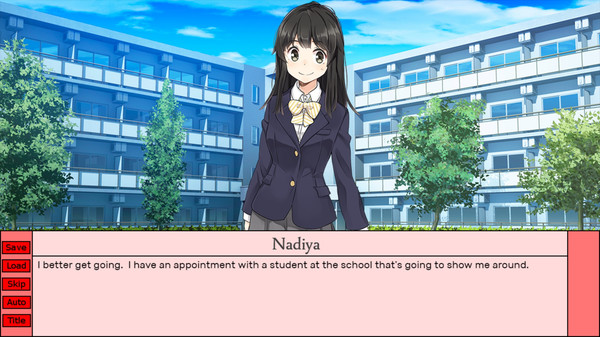 Nadiya
Save
I better get going. I have an appointment with a student at the school that's going to show me around.
Load
Skip
Auto
Title